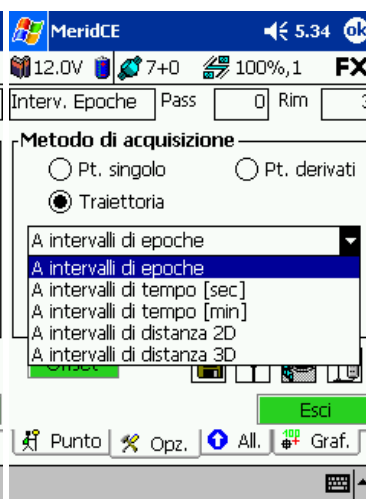 MeridCE 5.34 ok
12.0V 7+0 100%,1 FX
Interv. Epoche Pass 0 Rim 3
Metodo di acquisizione
Pt. singolo Pt. derivati
Traiettoria
A intervalli di epoche
A intervalli di epoche
A intervalli di tempo [sec]
A intervalli di tempo [min]
A intervalli di distanza 2D
A intervalli di distanza 3D
Offset
Esci
Punto Opz. All. Graf.